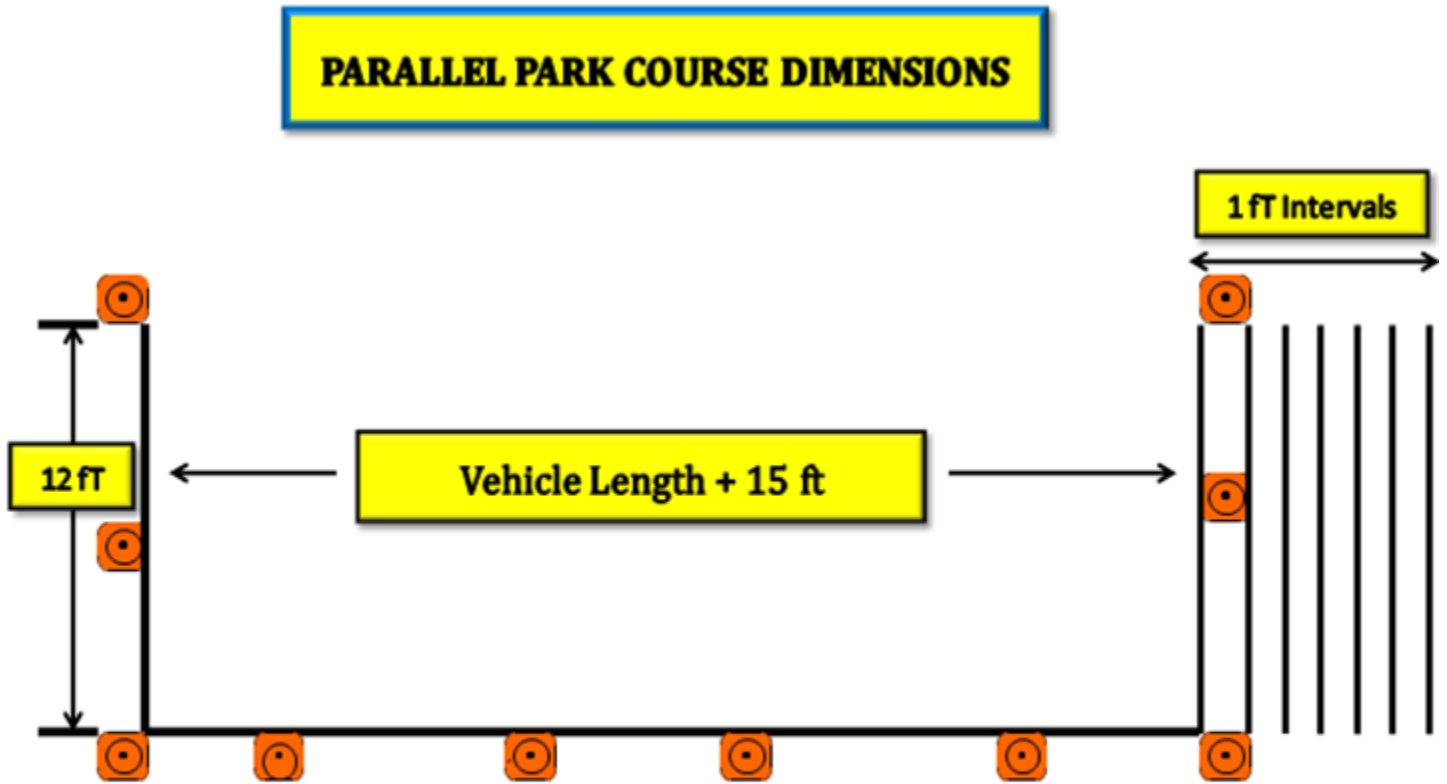 PARALLEL PARK COURSE DIMENSIONS
1 fT Intervals
12 fT
Vehicle Length + 15 ft